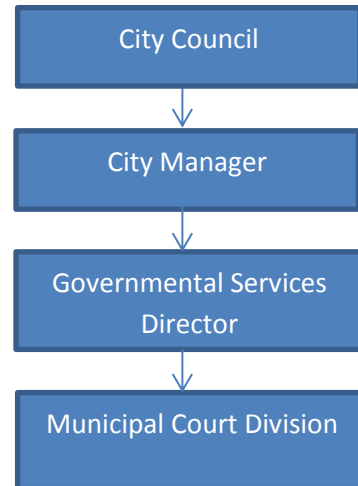 City Council
City Manager
Governmental Services
Director
Municipal Court Division